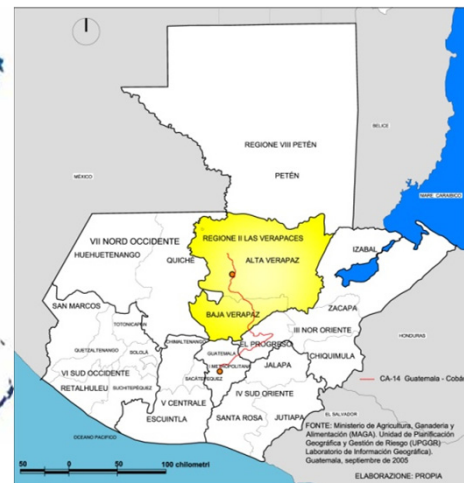 BELICE
REGIONE VIII PETÉN
PETÉN
MÉXICO
MARE CARAIBICO
VII NORD OCCIDENTE
REGIONE II LAS VERAPACES
HUEHUETENANGO
QUICHÉ
ALTA VERAPAZ
IZABAL
SAN MARCOS
BAJA VERAPAZ
ZACAPA
TOTONICAPÁN
III NOR ORIENTE
CHIMALTENANGO
EL PROGRESO
HONDURAS
QUETZALTENANGO
SOLOLÁ
GUATEMALA
I METROPOLITANA
CHIQUIMULA
JALAPA
VI SUD OCCIDENTE
SACATEPÉQUEZ
CA-14 Guatemala - Cobán
RETALHULEU
SUCHITEPÉQUEZ
V CENTRALE
IV SUD ORIENTE
ESCUINTLA
SANTA ROSA
JUTIAPA
EL SALVADOR
OCEANO PACIFICO
FONTE: Ministerio de Agricultura, Ganaderia y
Alimentación (MAGA). Unidad de Planificación
Geográfica y Gestión de Riesgo (UPGGR)
Laboratorio de Información Geográfica).
Guatemala, septiembre de 2005
50 0 50 100 chilometri
ELABORAZIONE: PROPIA